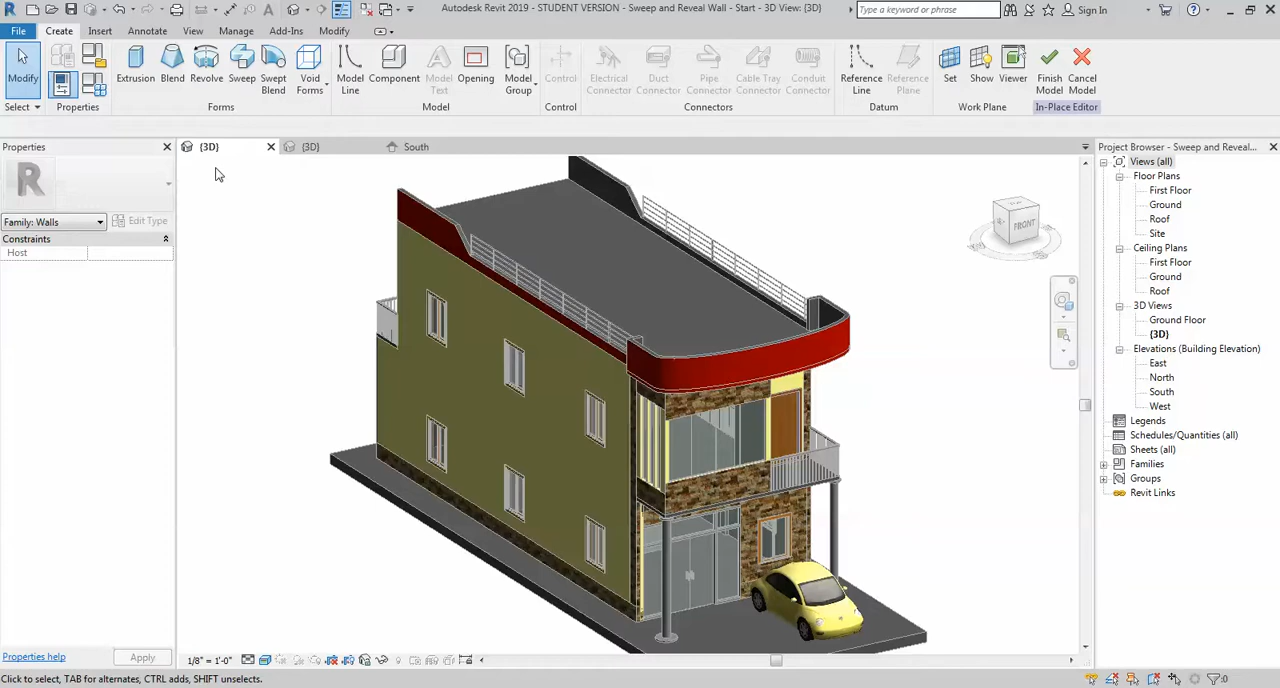 Autodesk Revit 2019 - STUDENT VERSION - Sweep and Reveal Wall - Start - 3D View: {3D}
Type a keyword or phrase
Sign In
File Create Insert Annotate View Manage Add-Ins Modify
Modify
Extrusion Blend Revolve Sweep Swept Blend Void Forms
Model Line Component Model Text Opening Model Group
Control
Electrical Connector Duct Connector Pipe Connector Cable Tray Connector Conduit Connector
Reference Line Reference Plane
Set Show Viewer
Finish Model Cancel Model
Select Properties Forms Model Control Connectors Datum Work Plane In-Place Editor
Properties
{3D}
{3D}
South
Project Browser - Sweep and Reveal...
R
Family: Walls
Edit Type
Constraints
Host
FRONT
Views (all)
Floor Plans
First Floor
Ground
Roof
Site
Ceiling Plans
First Floor
Ground
Roof
3D Views
Ground Floor
{3D}
Elevations (Building Elevation)
East
North
South
West
Legends
Schedules/Quantities (all)
Sheets (all)
Families
Groups
Revit Links
Properties help
Apply
1/8" = 1'-0"
Click to select, TAB for alternates, CTRL adds, SHIFT unselects.
:0